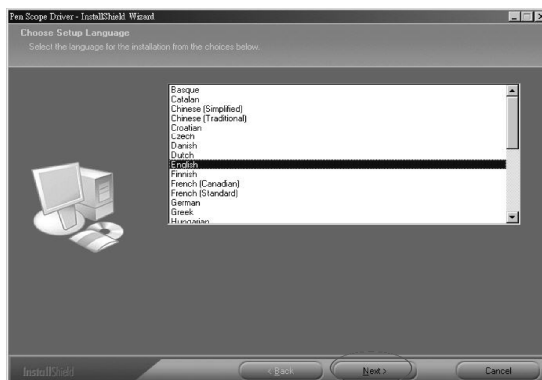 Pen Scope Driver - InstallShield Wizard
Choose Setup Language
Select the language for the installation from the choices below.
Basque
Catalan
Chinese (Simplified)
Chinese (Traditional)
Croatian
Czech
Danish
Dutch
English
Finnish
French (Canadian)
French (Standard)
German
Greek
Hungarian
InstallShield
< Back
Next >
Cancel